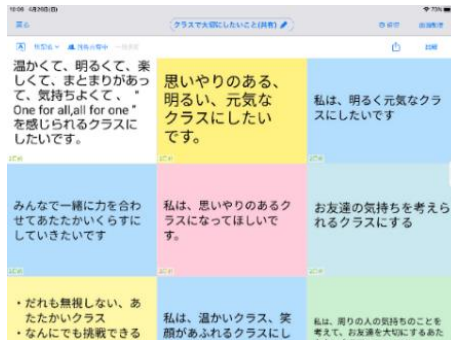 戻る
クラスで大切にしたいこと(共有)
温かくて、明るくて、楽
しくて、まとまりがあっ
て、気持ちよくて、"
One for all,all for one"
を感じられるクラスに
したいです。
思いやりのある、
明るい、元気な
クラスにしたい
です。
私は、明るく元気なクラ
スにしたいです
みんなで一緒に力を合わ
せてあたたかいくらすに
していきたいです
私は、思いやりのあるク
ラスになってほしいで
す。
お友達の気持ちを考えら
れるクラスにする
・だれも無視しない、あ
たたかいクラス
・なんにでも挑戦できる
私は、温かいクラス、笑
顔があふれるクラスにし
私は、周りの人の気持ちのことを
考えて、お友達を大切にするあた